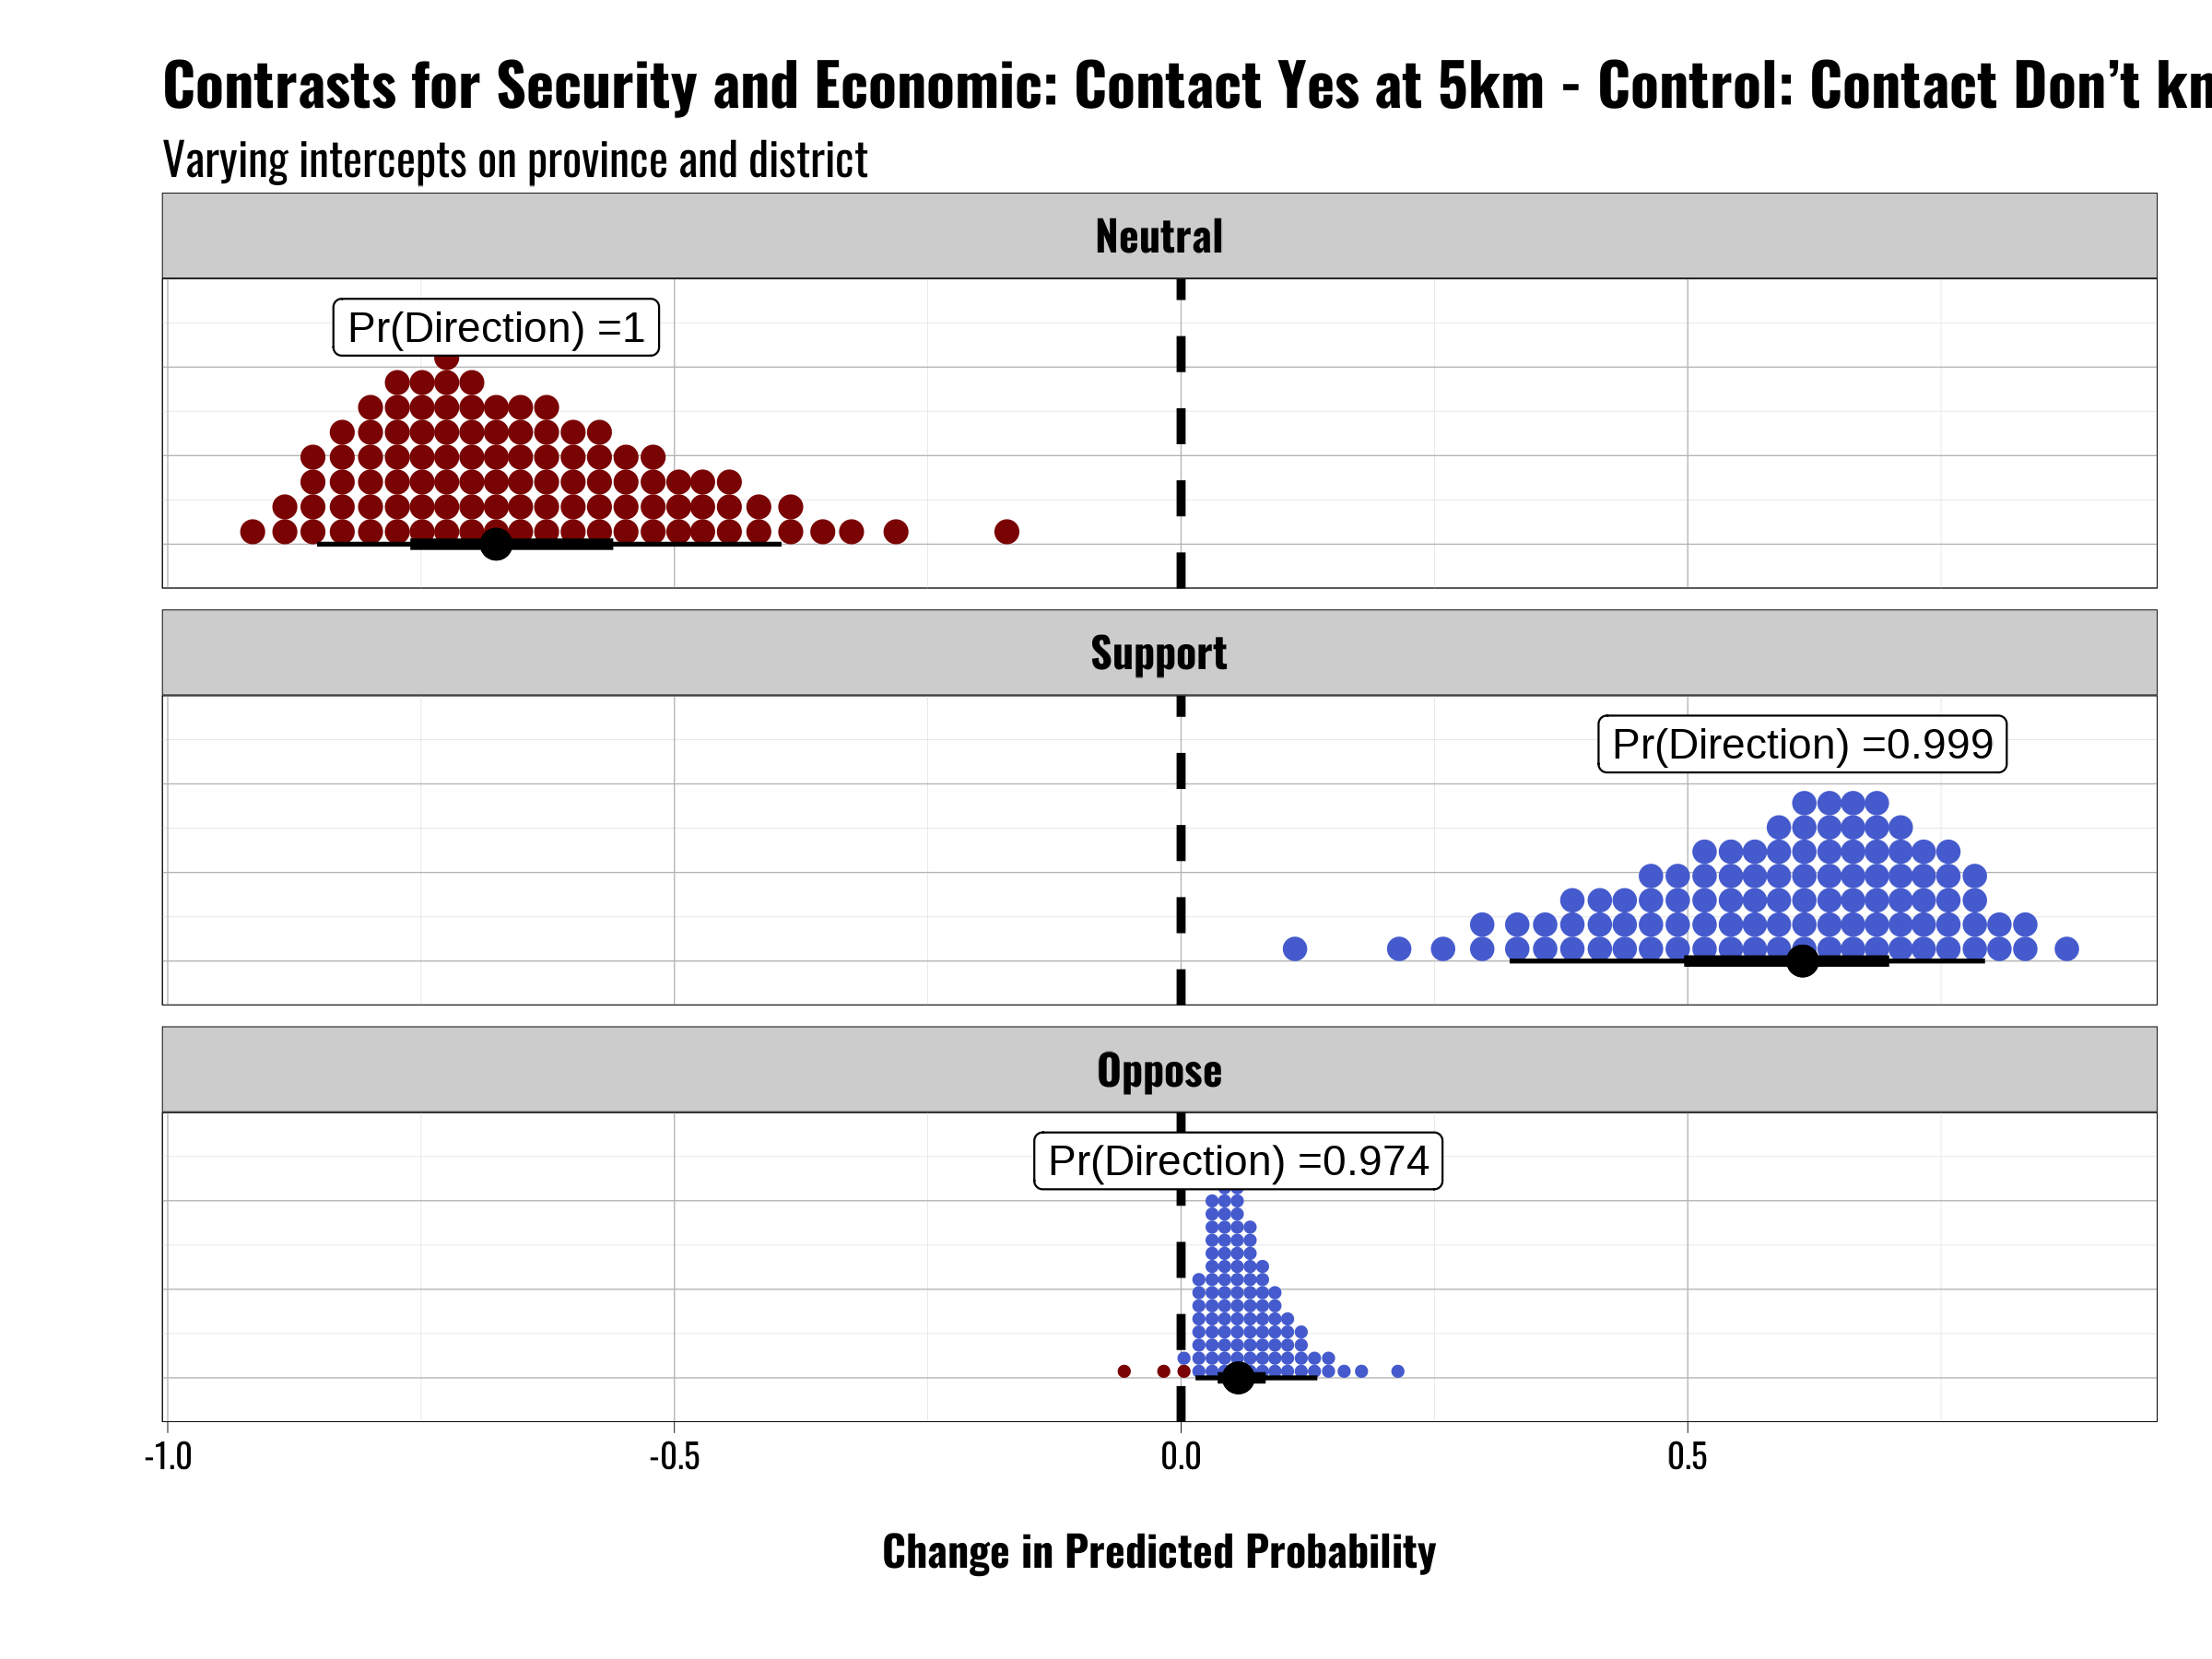 Contrasts for Security and Economic: Contact Yes at 5km - Control: Contact Don’t
Varying intercepts on province and district
Neutral
Pr(Direction) =1
Support
Pr(Direction) =0.999
Oppose
Pr(Direction) =0.974
-1.0 -0.5 0.0 0.5
Change in Predicted Probability